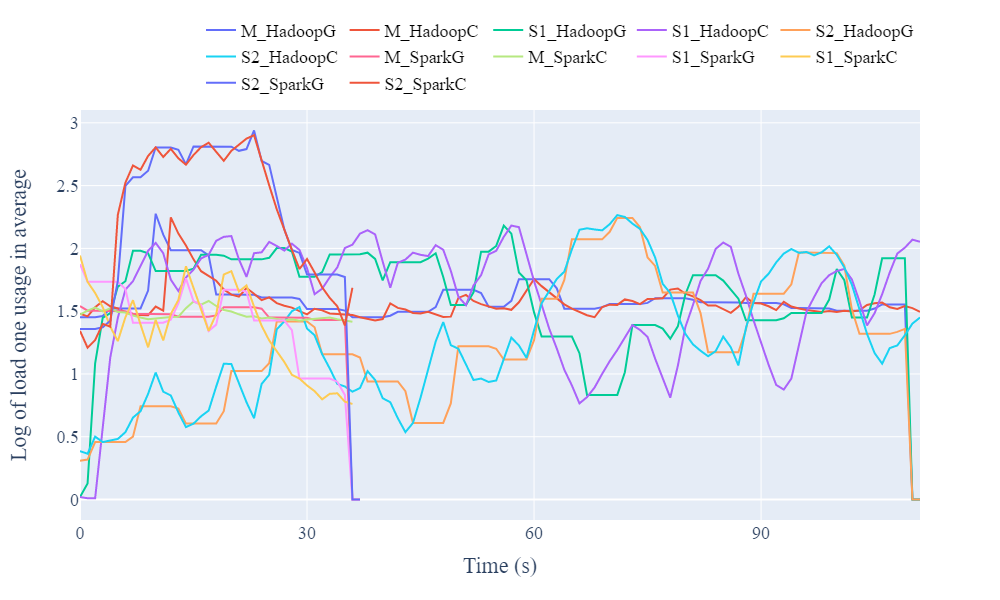 M_HadoopG M_HadoopC S1_HadoopG S1_HadoopC S2_HadoopG
S2_HadoopC M_SparkG M_SparkC S1_SparkG S1_SparkC
S2_SparkG S2_SparkC
Log of load one usage in average
3
2.5
2
1.5
1
0.5
0
0 30 60 90
Time (s)